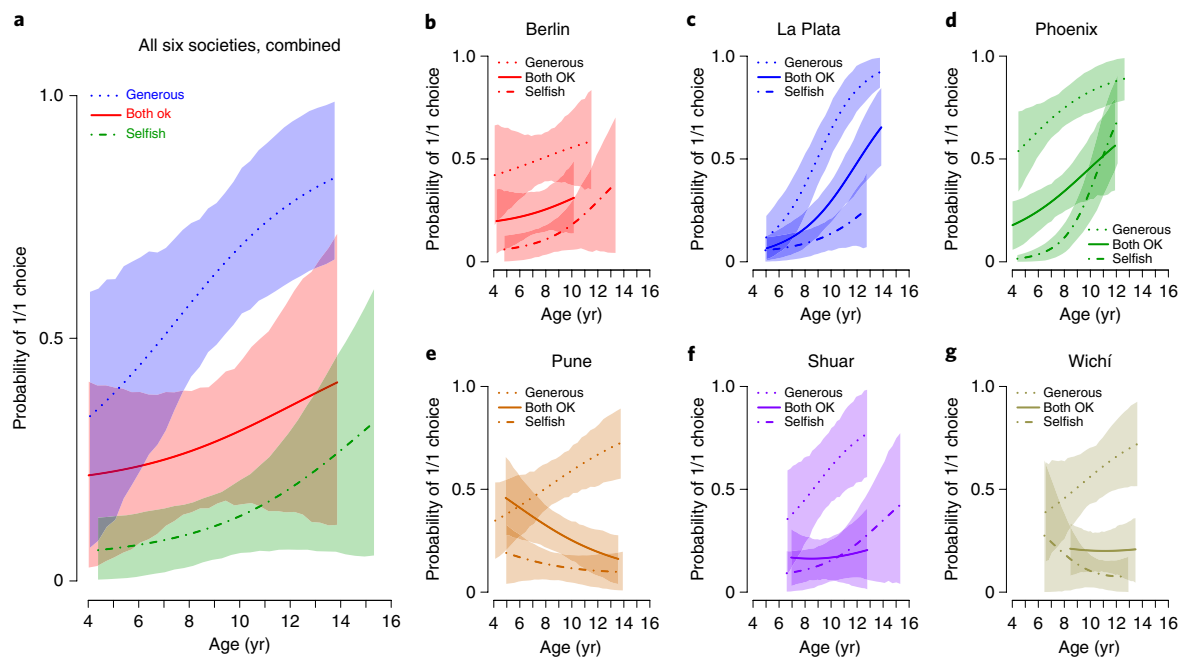 a
All six societies, combined
Probability of 1/1 choice
1.0
0.5
0
Generous
Both ok
Selfish
4 6 8 10 12 14 16
Age (yr)
b
Berlin
Probability of 1/1 choice
1.0
0.5
0
Generous
Both OK
Selfish
4 6 8 10 12 14 16
Age (yr)
c
La Plata
Probability of 1/1 choice
1.0
0.5
0
Generous
Both OK
Selfish
4 6 8 10 12 14 16
Age (yr)
d
Phoenix
Probability of 1/1 choice
1.0
0.5
0
Generous
Both OK
Selfish
4 6 8 10 12 14 16
Age (yr)
e
Pune
Probability of 1/1 choice
1.0
0.5
0
Generous
Both OK
Selfish
4 6 8 10 12 14 16
Age (yr)
f
Shuar
Probability of 1/1 choice
1.0
0.5
0
Generous
Both OK
Selfish
4 6 8 10 12 14 16
Age (yr)
g
Wichí
Probability of 1/1 choice
1.0
0.5
0
Generous
Both OK
Selfish
4 6 8 10 12 14 16
Age (yr)